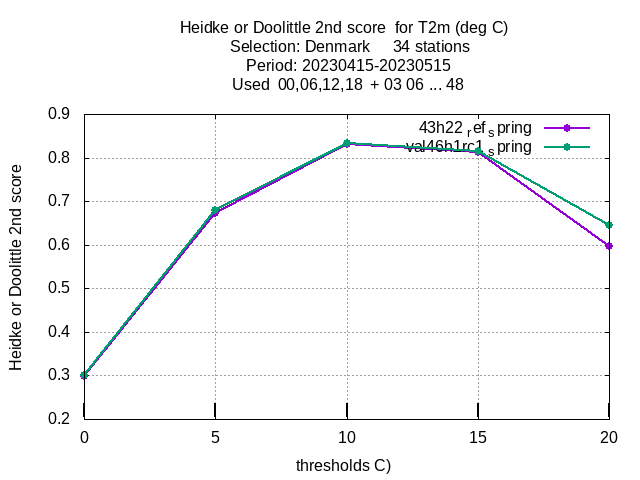 Heidke or Doolittle 2nd score  for T2m (deg C)
Selection: Denmark     34 stations
Period: 20230415-20230515
Used  00,06,12,18  + 03 06 ... 48
0.9
43h22 ref spring
val46h1rc1 spring
0.8
0.7
0.6
0.5
0.4
0.3
0.2
Heidke or Doolittle 2nd score
0 5 10 15 20
thresholds C)